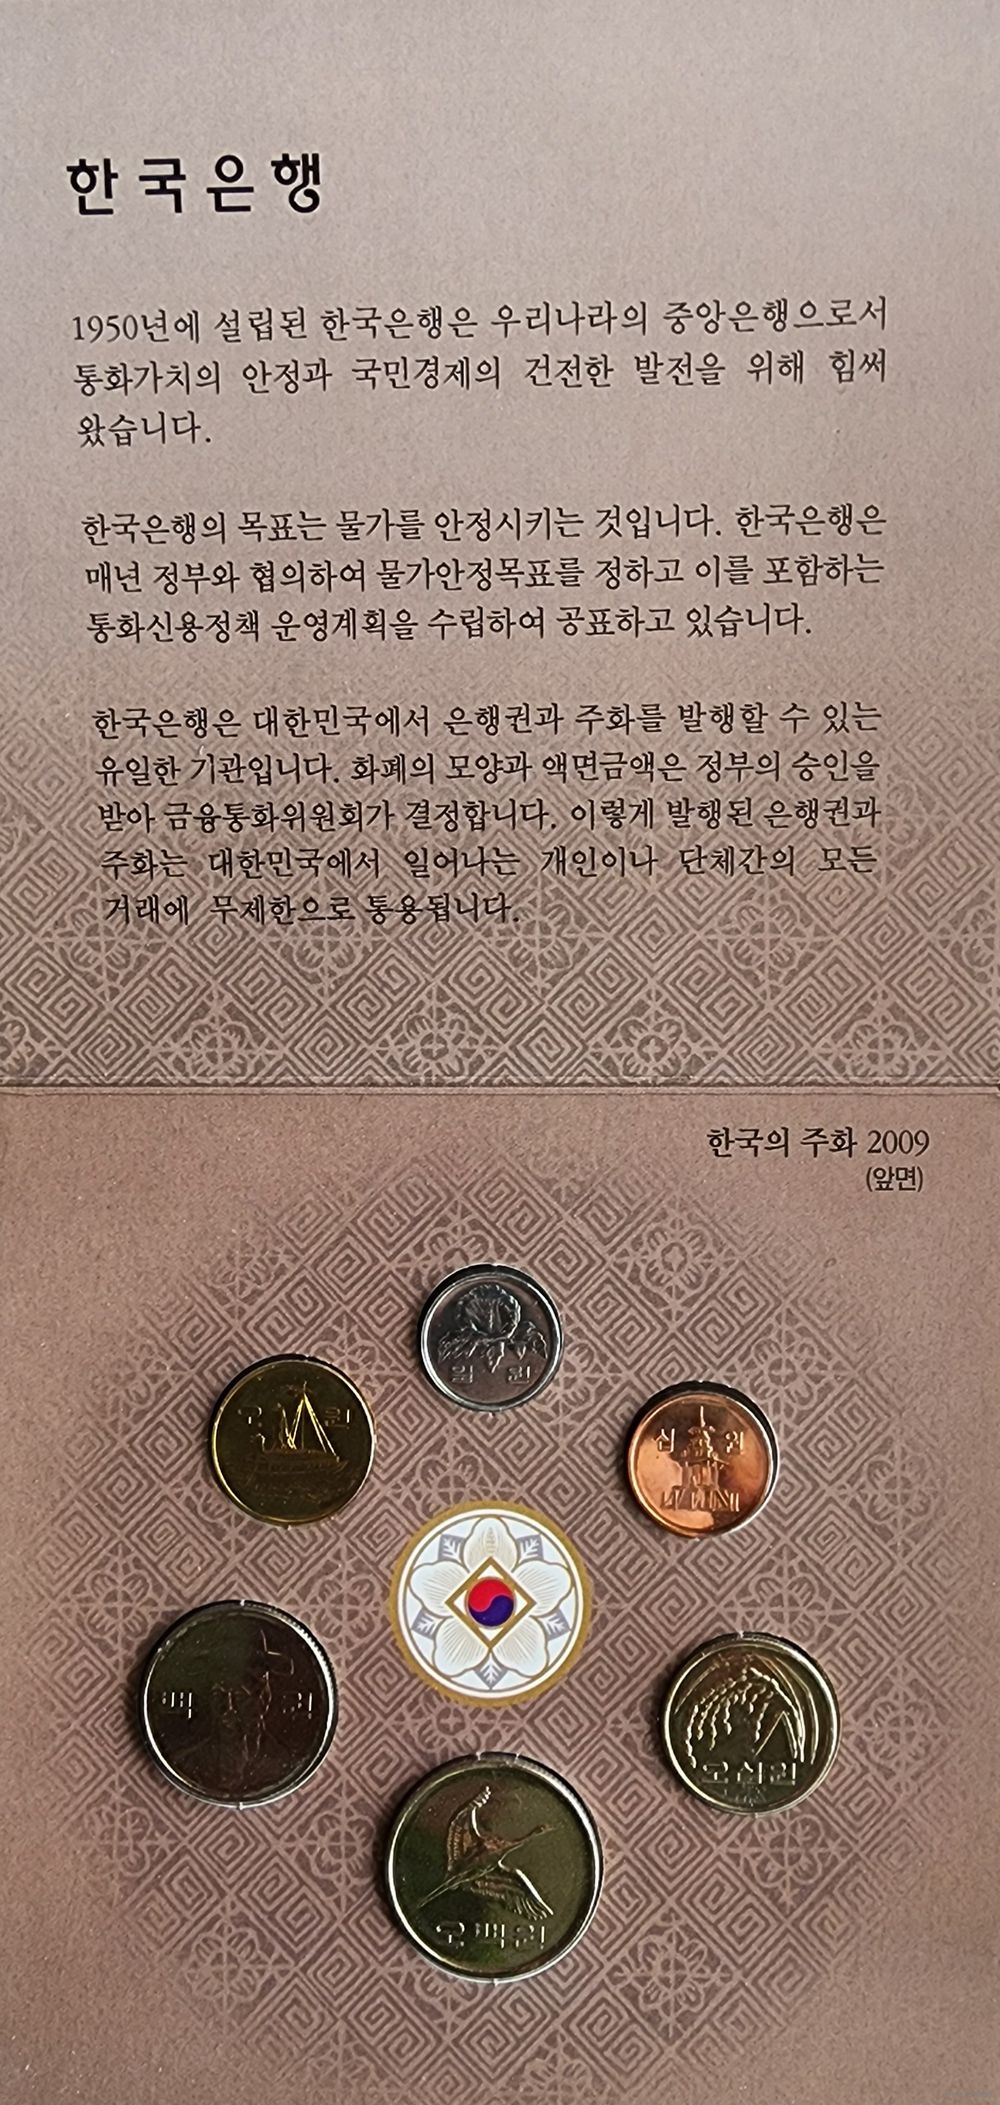 한국은행
1950년에 설립된 한국은행은 우리나라의 중앙은행으로서
통화가치의 안정과 국민경제의 건전한 발전을 위해 힘써
왔습니다.
한국은행의 목표는 물가를 안정시키는 것입니다. 한국은행은
매년 정부와 협의하여 물가안정목표를 정하고 이를 포함하는
통화신용정책 운영계획을 수립하여 공표하고 있습니다.
한국은행은 대한민국에서 은행권과 주화를 발행할 수 있는
유일한 기관입니다. 화폐의 모양과 액면금액은 정부의 승인을
받아 금융통화위원회가 결정합니다. 이렇게 발행된 은행권과
주화는 대한민국에서 일어나는 개인이나 단체간의 모든
거래에 무제한으로 통용됩니다.
한국의 주화 2009
(앞면)
일 원
오 원
십 원
백 원
오십원
오백원